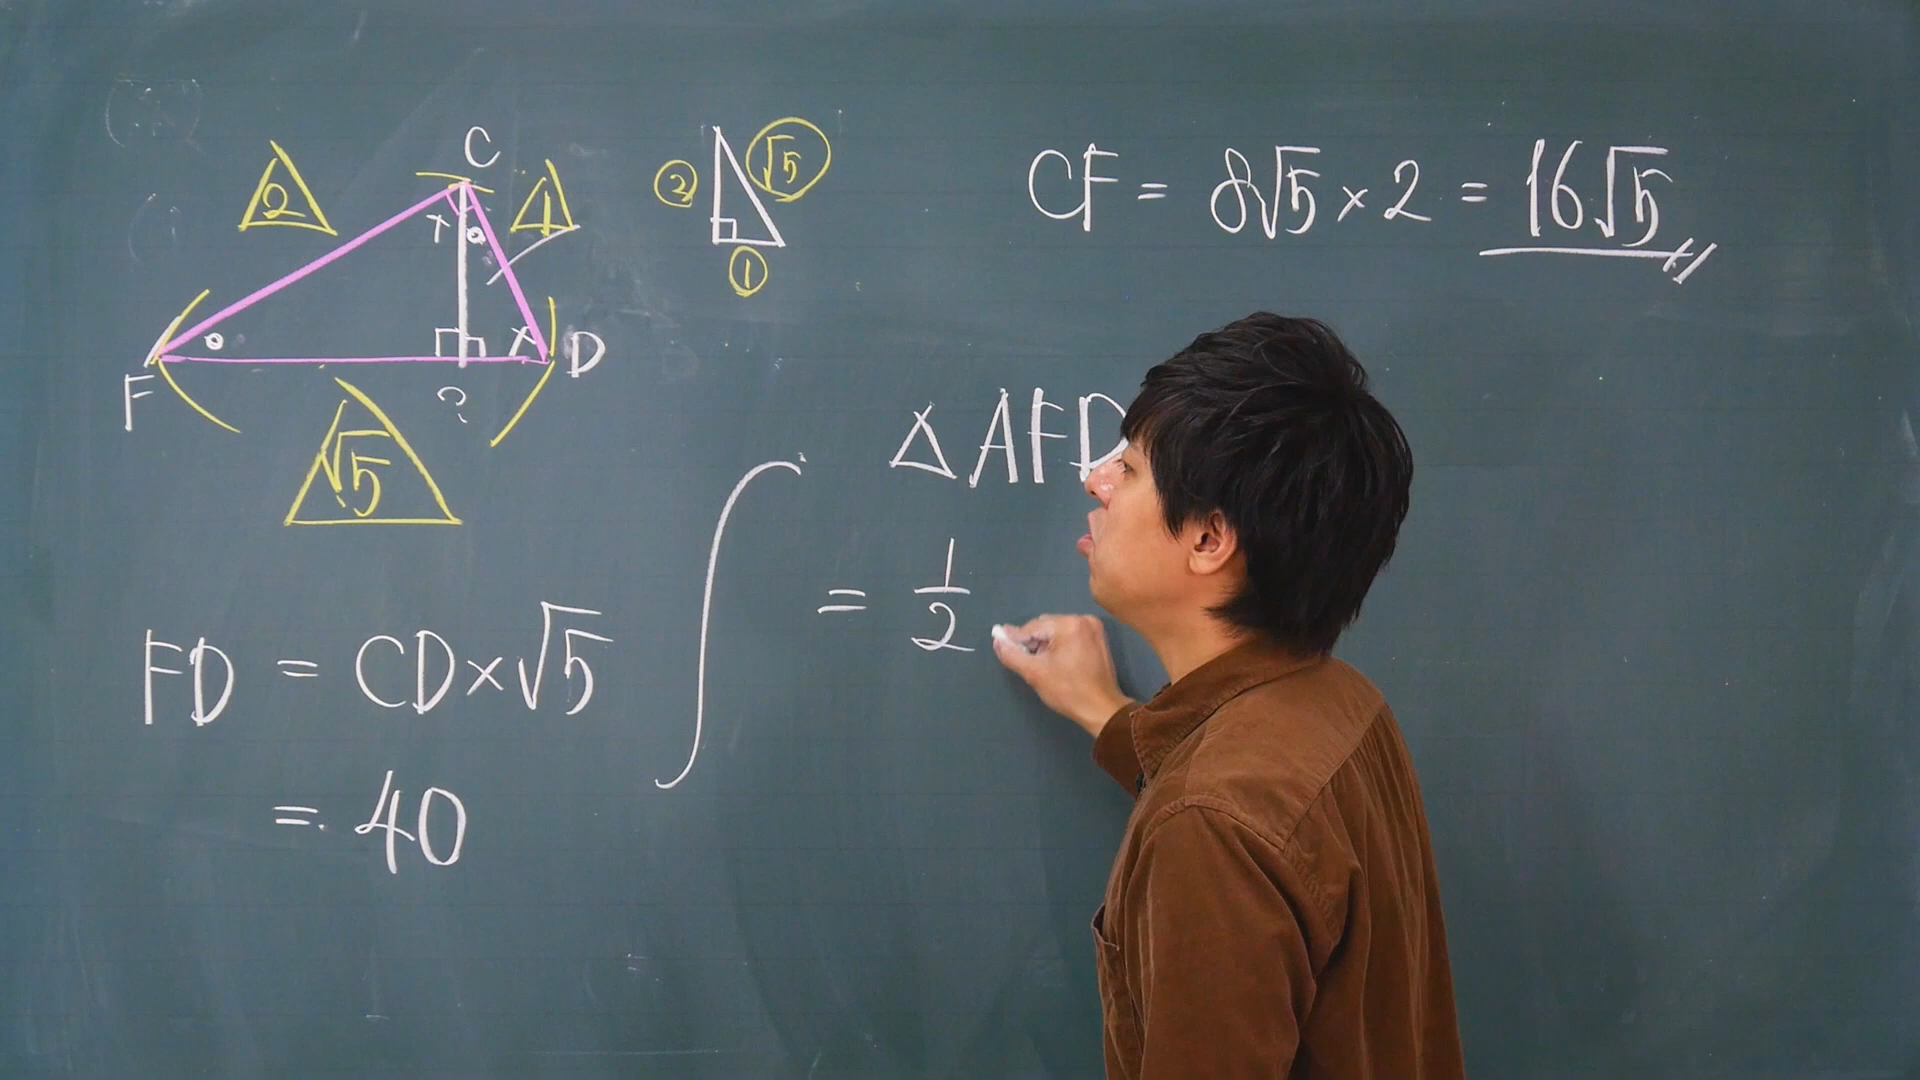 C
2
1
F
D
?
√5
② √5
①
CF = 8√5 × 2 = 16√5
△AFD
= 1/2
FD = CD × √5
= 40